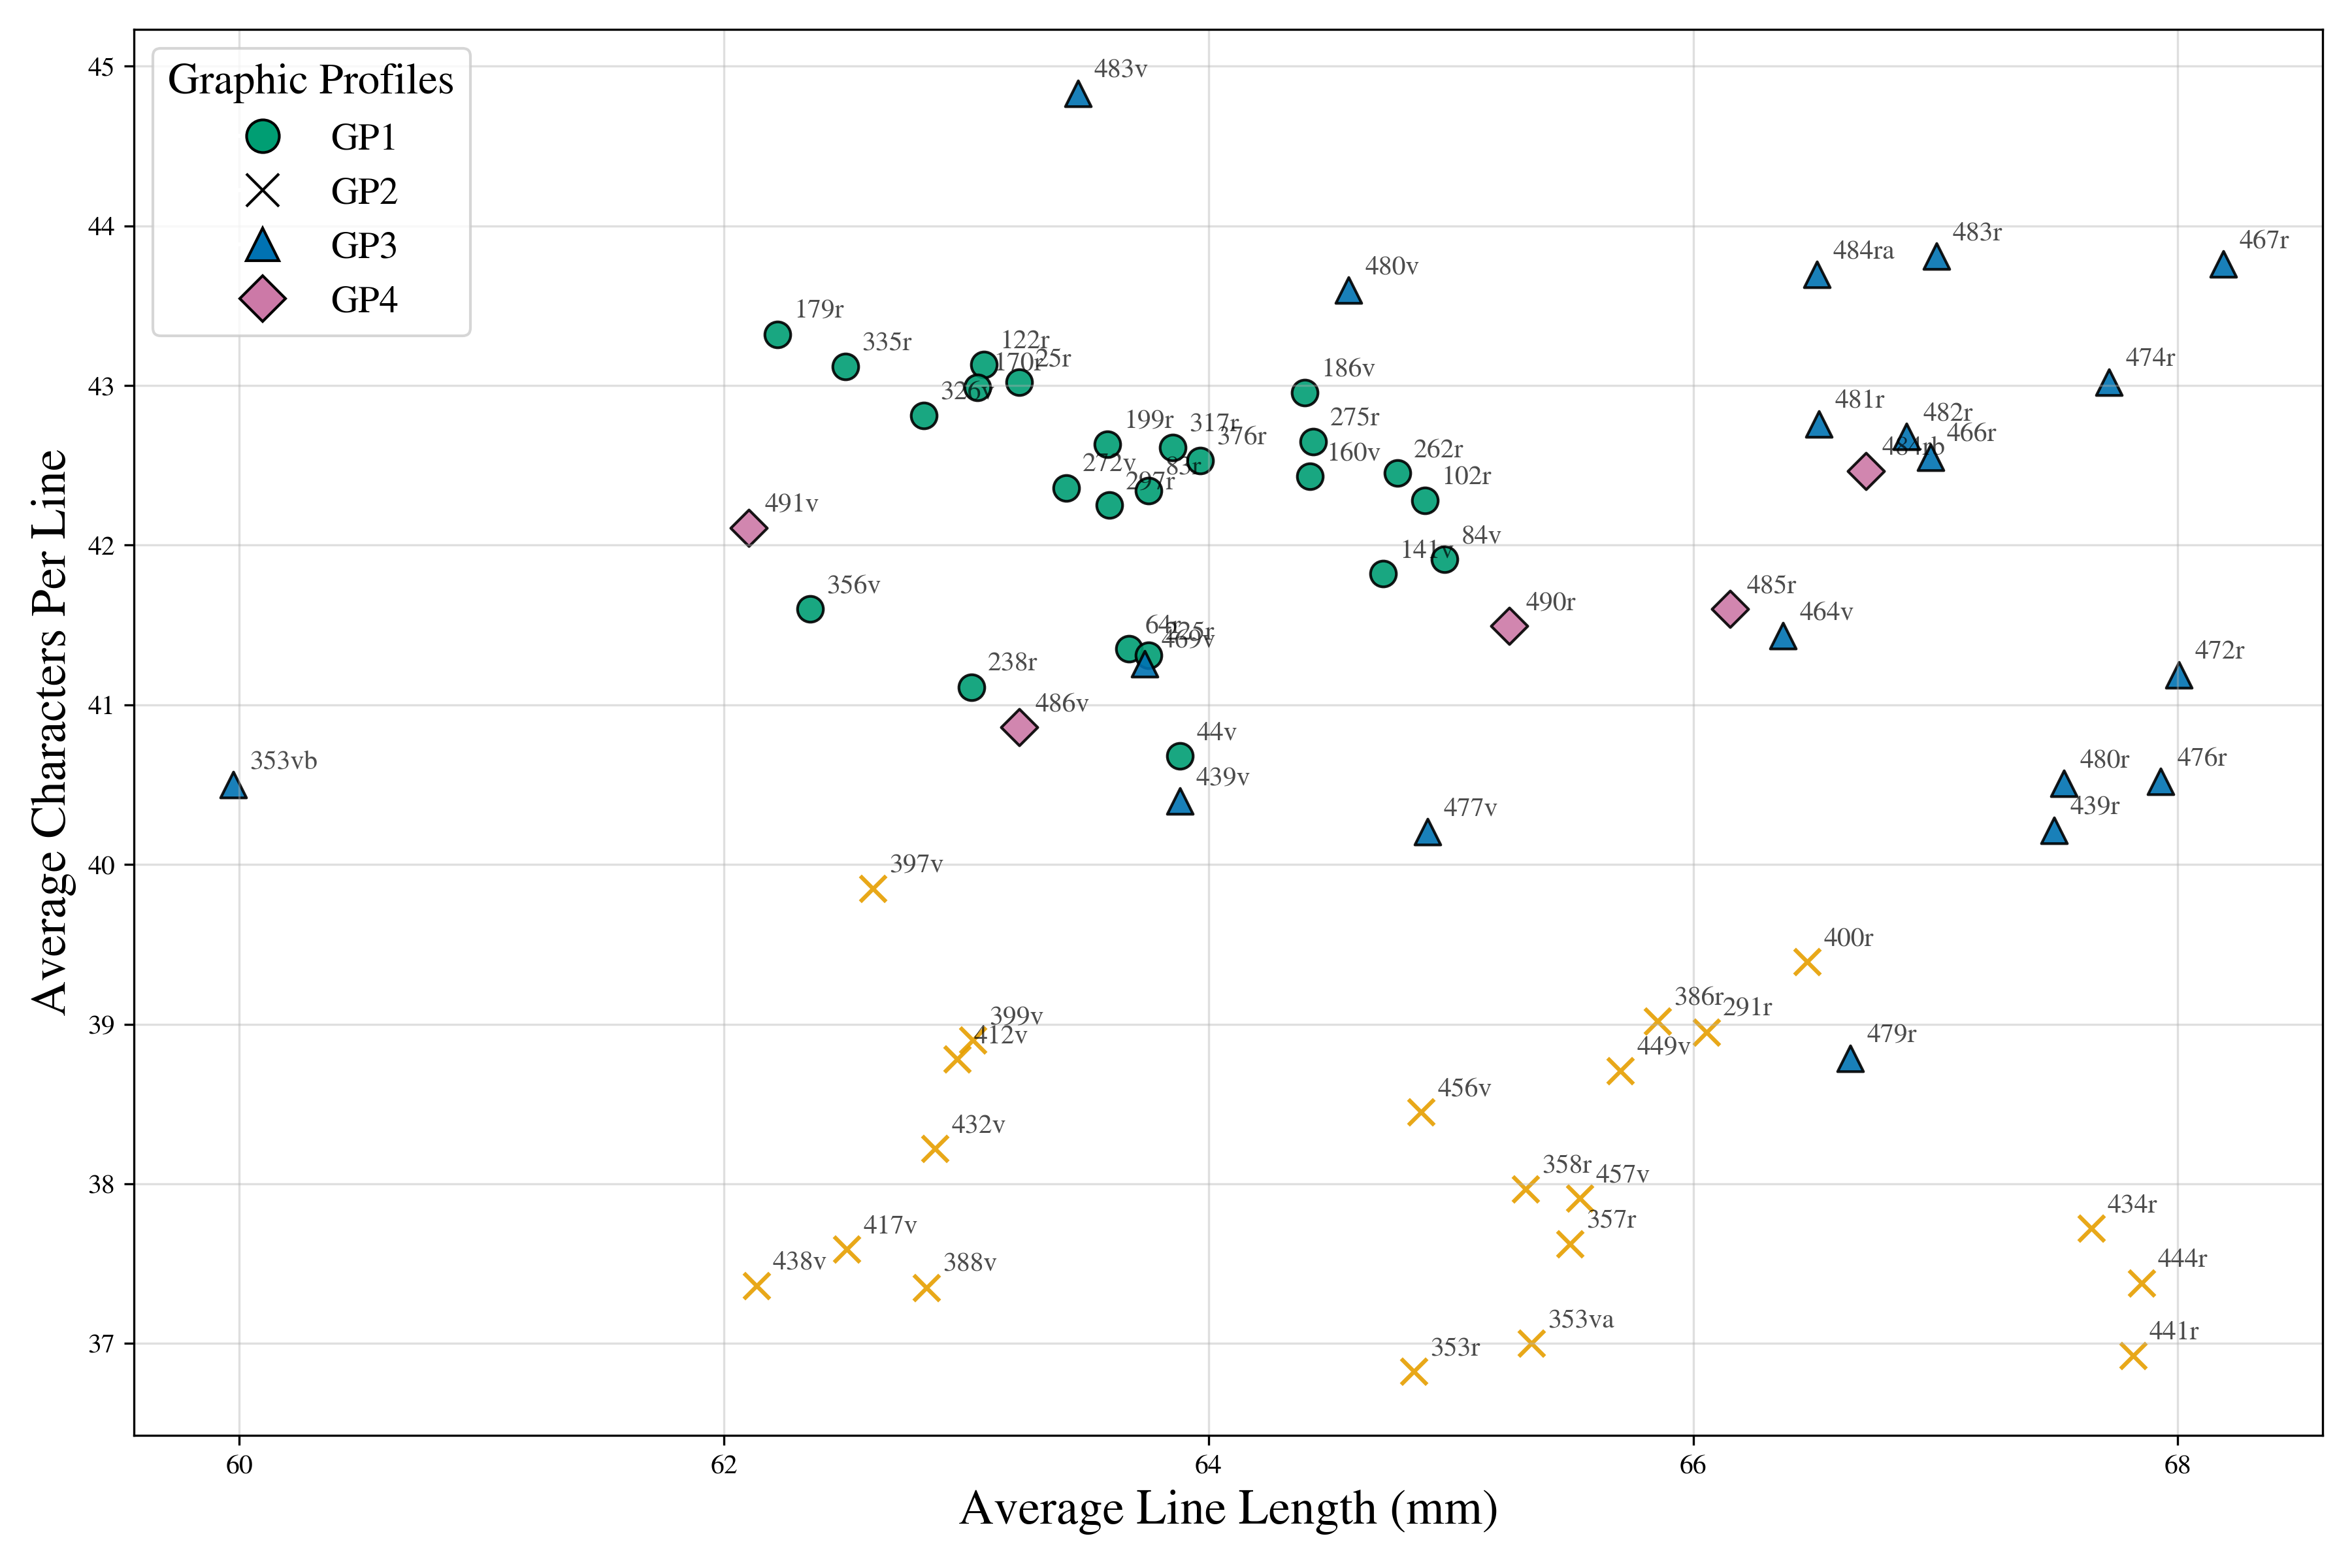 Graphic Profiles
GP1
GP2
GP3
GP4
45
44
43
42
41
40
39
38
37
Average Characters Per Line
60
62
64
66
68
Average Line Length (mm)
483v
483r
467r
484ra
480v
179r
335r
122r
25r
170r
326v
186v
474r
481r
482r
466r
484rb
199r
317r
376r
275r
262r
160v
102r
272v
83r
297r
491v
84v
141v
356v
485r
490r
464v
64r
225r
469v
238r
472r
486v
44v
353vb
439v
480r
476r
439r
477v
397v
400r
386r
291r
399v
412v
449v
479r
456v
432v
358r
457v
357r
417v
434r
438v
388v
444r
353va
353r
441r